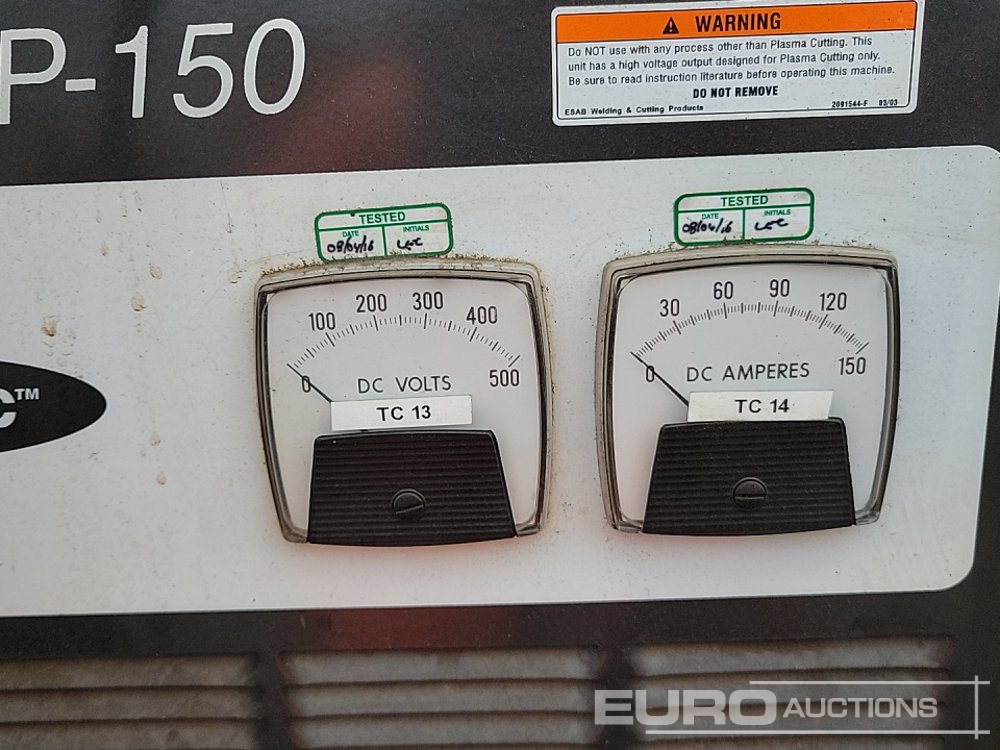 P-150
WARNING
Do NOT use with any process other than Plasma Cutting. This
unit has a high voltage output designed for Plasma Cutting only.
Be sure to read instruction literature before operating this machine.
DO NOT REMOVE
ESAB Welding & Cutting Products 2091544-F 03/03
TESTED
DATE INITIALS
08/04/16
TESTED
DATE INITIALS
08/04/16
0 100 200 300 400 500
DC VOLTS
TC 13
0 30 60 90 120 150
DC AMPERES
TC 14
C™
EURO AUCTIONS